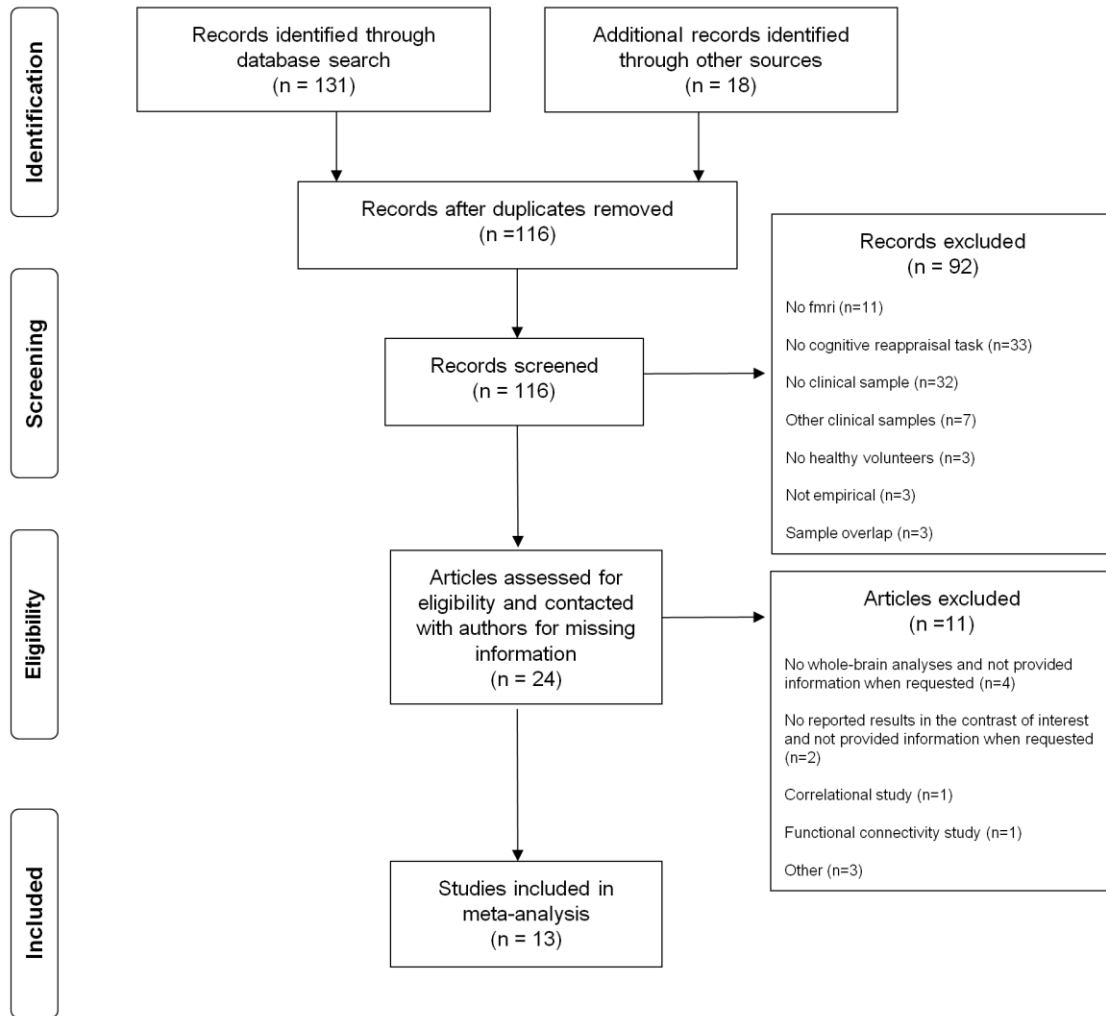 Identification
Records identified through
database search
(n = 131)
Additional records identified
through other sources
(n = 18)
Records after duplicates removed
(n =116)
Screening
Records screened
(n = 116)
Records excluded
(n = 92)
No fmri (n=11)
No cognitive reappraisal task (n=33)
No clinical sample (n=32)
Other clinical samples (n=7)
No healthy volunteers (n=3)
Not empirical (n=3)
Sample overlap (n=3)
Eligibility
Articles assessed for
eligibility and contacted
with authors for missing
information
(n = 24)
Articles excluded
(n =11)
No whole-brain analyses and not provided
information when requested (n=4)
No reported results in the contrast of interest
and not provided information when requested
(n=2)
Correlational study (n=1)
Functional connectivity study (n=1)
Other (n=3)
Included
Studies included in
meta-analysis
(n = 13)